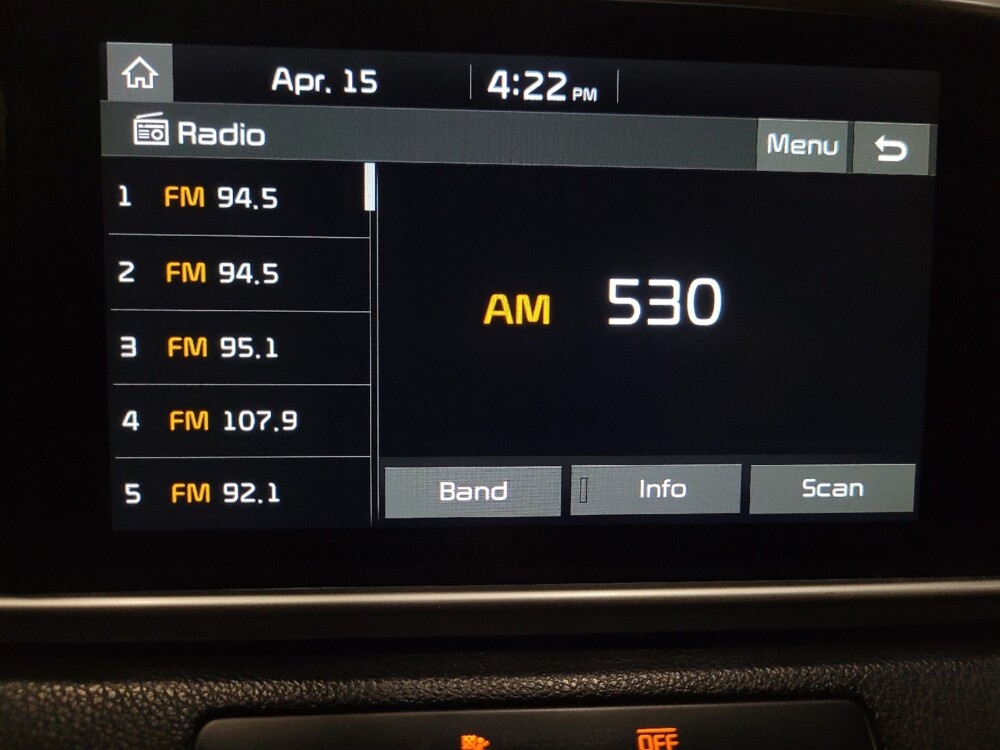 Apr. 15 4:22 PM
Radio Menu
1 FM 94.5
2 FM 94.5
3 FM 95.1
4 FM 107.9
5 FM 92.1
AM 530
Band Info Scan
OFF